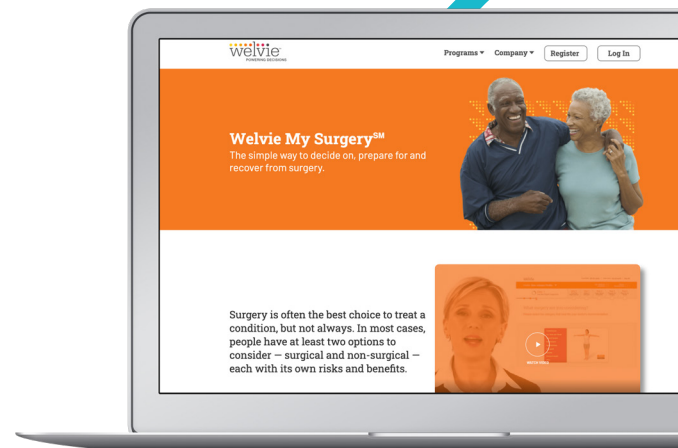 welvie
POWERING DECISIONS
Programs Company Register Log In
Welvie My Surgery℠
The simple way to decide on, prepare for and
recover from surgery.
Surgery is often the best choice to treat a
condition, but not always. In most cases,
people have at least two options to
consider — surgical and non-surgical —
each with its own risks and benefits.
WATCH VIDEO